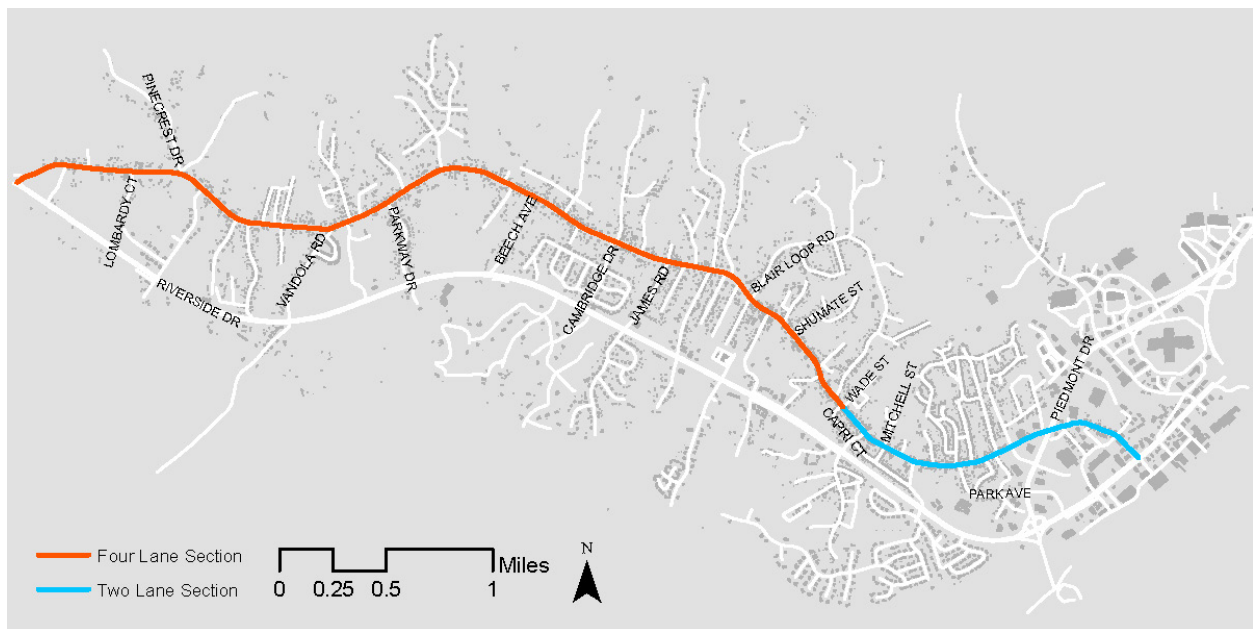 PINECREST DR
LOMBARDY CT
RIVERSIDE DR
VANDOLA RD
PARKWAY DR
BEECH AVE
CAMBRIDGE DR
JAMES RD
BLAIR LOOP RD
SHUMATE ST
WADE ST
CAPRI CT
MITCHELL ST
PIEDMONT DR
PARK AVE
Four Lane Section
Two Lane Section
0 0.25 0.5 1
Miles
N